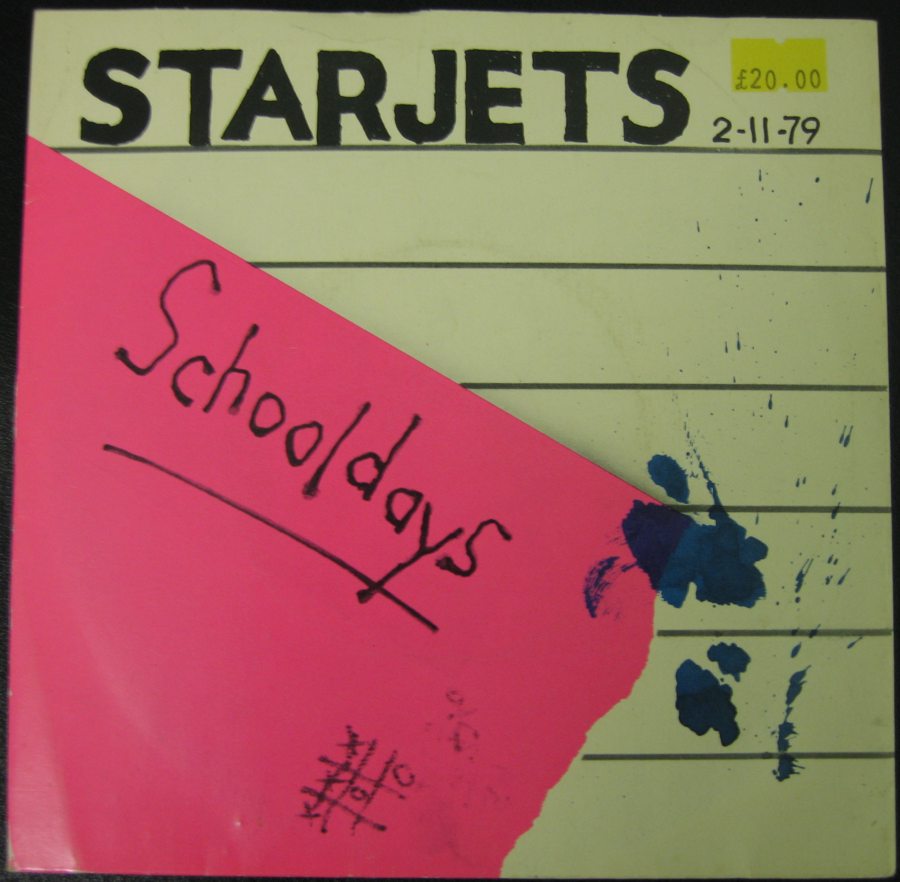 STARJETS
£20.00
2-11-79
Schooldays